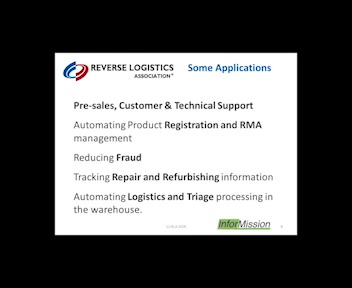 REVERSE LOGISTICS
ASSOCIATION
Some Applications
Pre-sales, Customer & Technical Support
Automating Product Registration and RMA
management
Reducing Fraud
Tracking Repair and Refurbishing information
Automating Logistics and Triage processing in
the warehouse.
InforMission